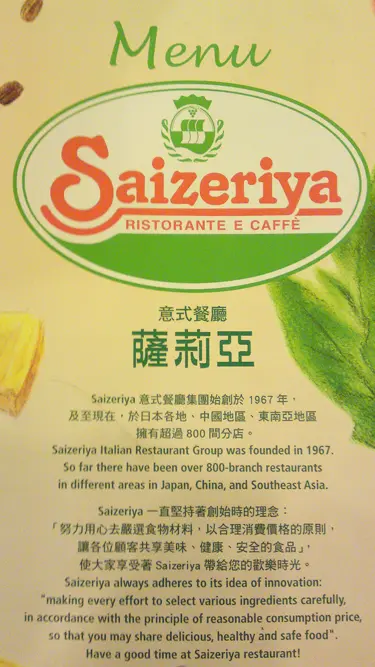 Menu
Saizeriya
RISTORANTE E CAFFÈ
意式餐廳
薩莉亞
Saizeriya 意式餐廳集團始創於 1967 年，
及至現在，於日本各地、中國地區、東南亞地區
擁有超過 800 間分店。
Saizeriya Italian Restaurant Group was founded in 1967.
So far there have been over 800-branch restaurants
in different areas in Japan, China, and Southeast Asia.
Saizeriya 一直堅持著創始時的理念：
「努力用心去嚴選食物材料，以合理消費價格的原則，
讓各位顧客共享美味、健康、安全的食品」，
使大家享受著 Saizeriya 帶給您的歡樂時光。
Saizeriya always adheres to its idea of innovation:
"making every effort to select various ingredients carefully,
in accordance with the principle of reasonable consumption price,
so that you may share delicious, healthy and safe food".
Have a good time at Saizeriya restaurant!